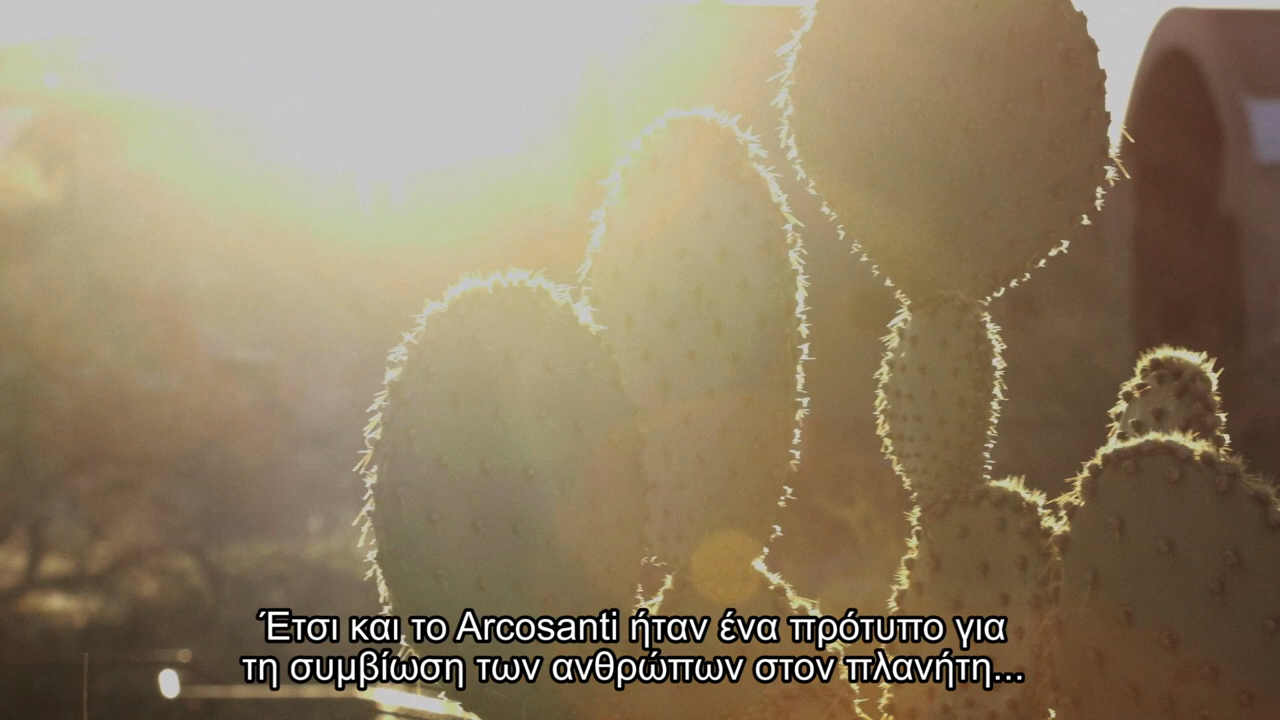 Έτσι και το Arcosanti ήταν ένα πρότυπο για
τη συμβίωση των ανθρώπων στον πλανήτη...